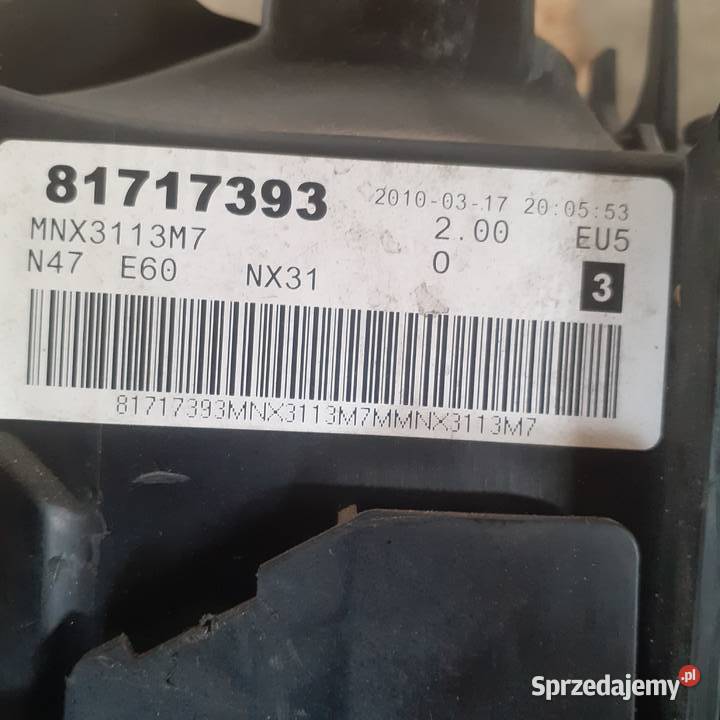 81717393 2010-03-17 20:05:53
MNX3113M7 2.00 EU5
N47 E60 NX31 0 3
81717393MNX3113M7MMNX3113M7
Sprzedajemy.pl